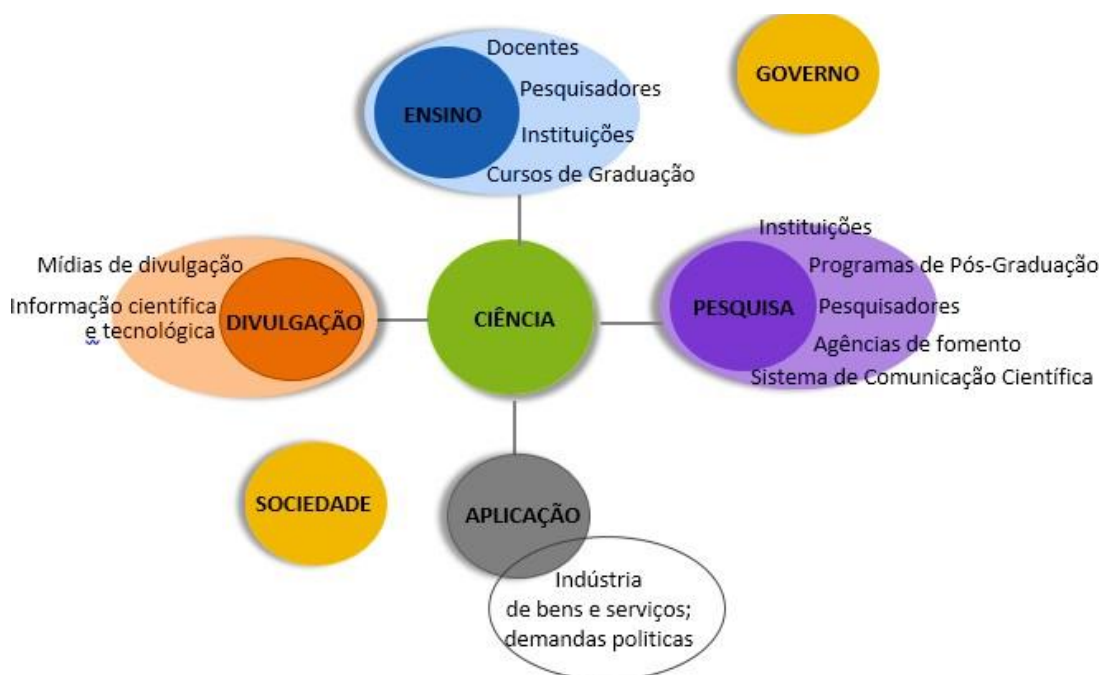 Docentes
GOVERNO
Pesquisadores
ENSINO
Instituições
Cursos de Graduação
Instituições
Mídias de divulgação
Programas de Pós-Graduação
Informação científica
e tecnológica
DIVULGAÇÃO
CIÊNCIA
PESQUISA
Pesquisadores
Agências de fomento
Sistema de Comunicação Científica
SOCIEDADE
APLICAÇÃO
Indústria
de bens e serviços;
demandas politicas